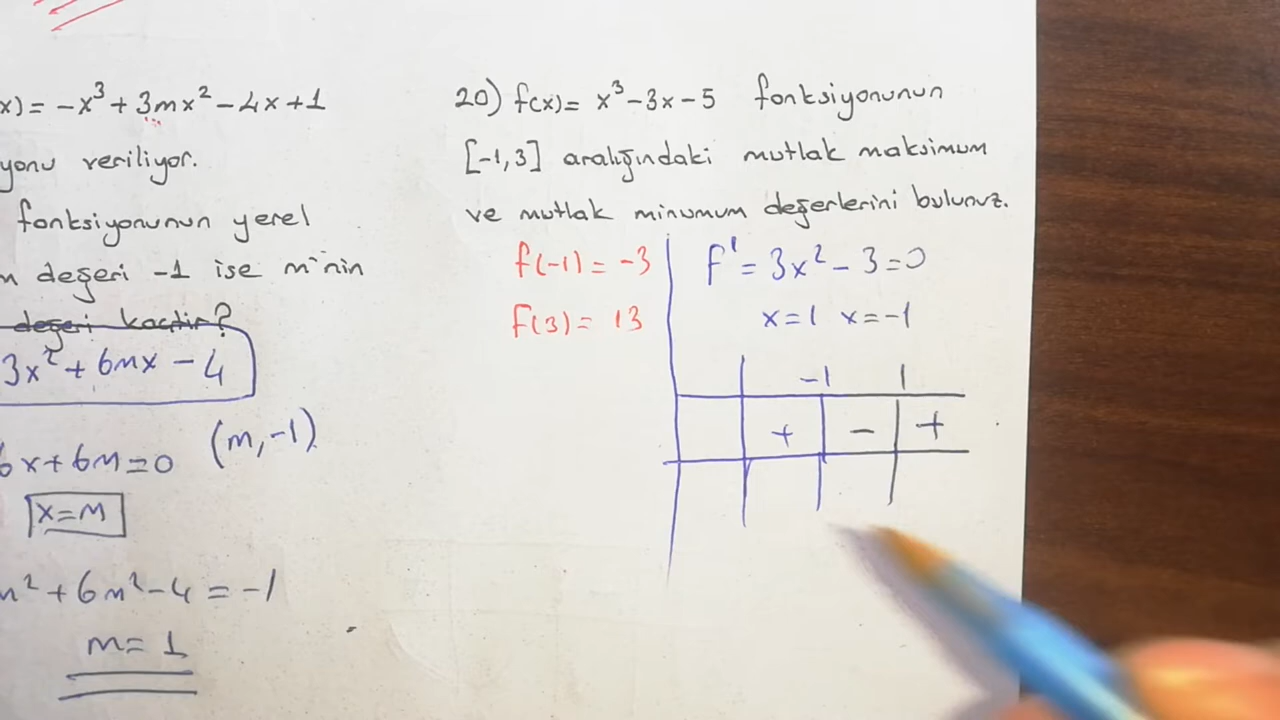 x) = -x³ + 3mx² - 4x + 1
yonu veriliyor.
fonksiyonunun yerel
değeri -1 ise m'nin
değeri kaçtır?
3x² + 6mx - 4
6x + 6m = 0 (m, -1)
x = m
m² + 6m² - 4 = -1
m = 1
20) f(x) = x³ - 3x - 5 fonksiyonunun
[-1, 3] aralığındaki mutlak maksimum
ve mutlak minumum değerlerini bulunuz.
f(-1) = -3
f(3) = 13
f' = 3x² - 3 = 0
x = 1 x = -1
-1 1
+ - +